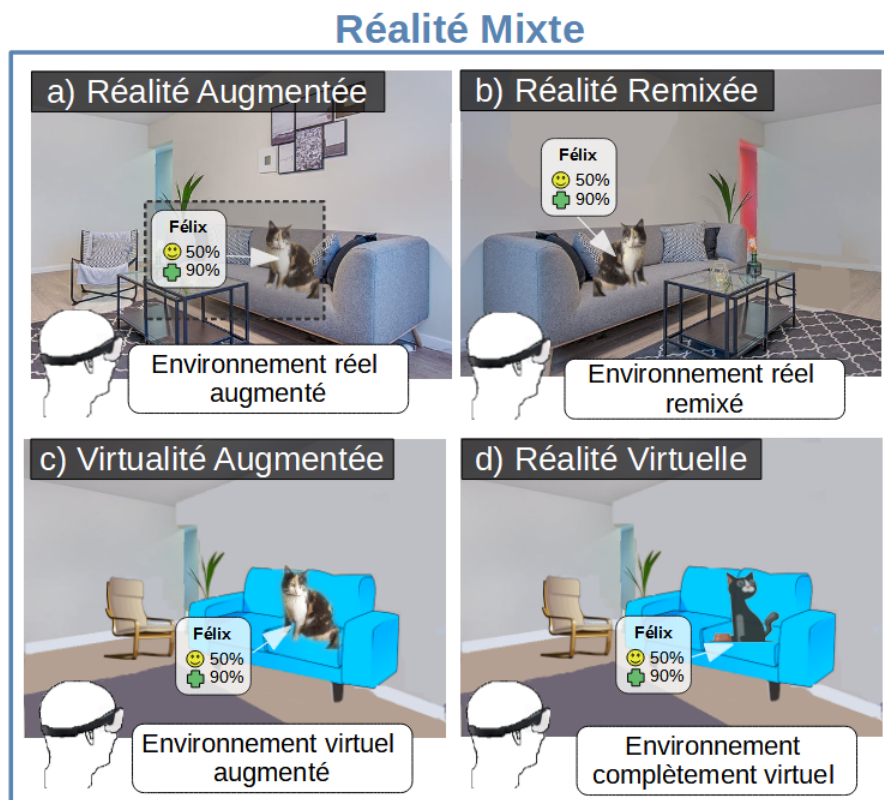 Réalité Mixte
a) Réalité Augmentée
Félix
50%
90%
Environnement réel
augmenté
b) Réalité Remixée
Félix
50%
90%
Environnement réel
remixé
c) Virtualité Augmentée
Félix
50%
90%
Environnement virtuel
augmenté
d) Réalité Virtuelle
Félix
50%
90%
Environnement
complètement virtuel